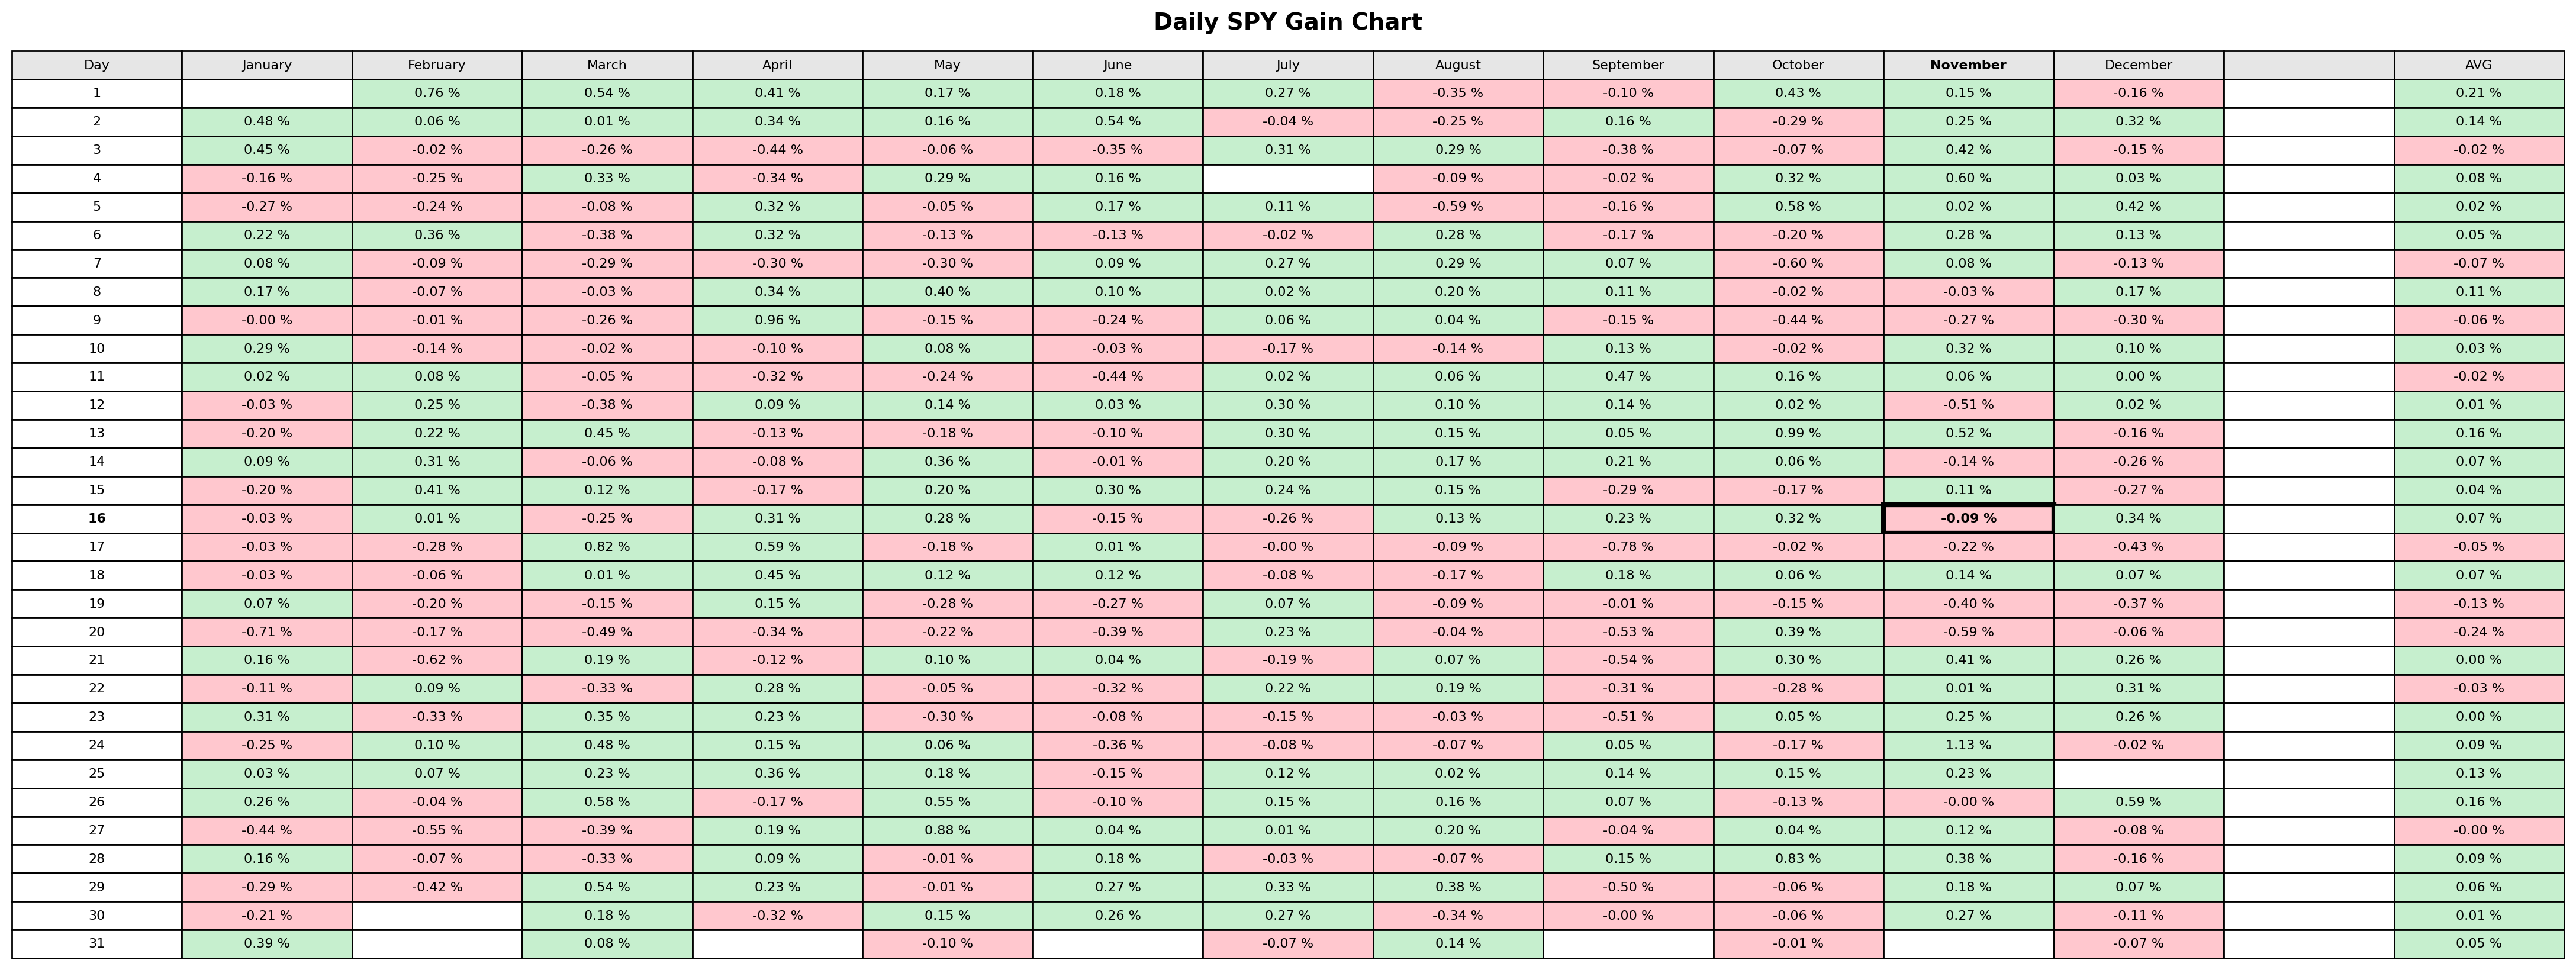 Daily SPY Gain Chart
Day January February March April May June July August September October November December AVG
1 0.76 % 0.54 % 0.41 % 0.17 % 0.18 % 0.27 % -0.35 % -0.10 % 0.43 % 0.15 % -0.16 % 0.21 %
2 0.48 % 0.06 % 0.01 % 0.34 % 0.16 % 0.54 % -0.04 % -0.25 % 0.16 % -0.29 % 0.25 % 0.32 % 0.14 %
3 0.45 % -0.02 % -0.26 % -0.44 % -0.06 % -0.35 % 0.31 % 0.29 % -0.38 % -0.07 % 0.42 % -0.15 % -0.02 %
4 -0.16 % -0.25 % 0.33 % -0.34 % 0.29 % 0.16 % -0.09 % -0.02 % 0.32 % 0.60 % 0.03 % 0.08 %
5 -0.27 % -0.24 % -0.08 % 0.32 % -0.05 % 0.17 % 0.11 % -0.59 % -0.16 % 0.58 % 0.02 % 0.42 % 0.02 %
6 0.22 % 0.36 % -0.38 % 0.32 % -0.13 % -0.13 % -0.02 % 0.28 % -0.17 % -0.20 % 0.28 % 0.13 % 0.05 %
7 0.08 % -0.09 % -0.29 % -0.30 % -0.30 % 0.09 % 0.27 % 0.29 % 0.07 % -0.60 % 0.08 % -0.13 % -0.07 %
8 0.17 % -0.07 % -0.03 % 0.34 % 0.40 % 0.10 % 0.02 % 0.20 % 0.11 % -0.02 % -0.03 % 0.17 % 0.11 %
9 -0.00 % -0.01 % -0.26 % 0.96 % -0.15 % -0.24 % 0.06 % 0.04 % -0.15 % -0.44 % -0.27 % -0.30 % -0.06 %
10 0.29 % -0.14 % -0.02 % -0.10 % 0.08 % -0.03 % -0.17 % -0.14 % 0.13 % -0.02 % 0.32 % 0.10 % 0.03 %
11 0.02 % 0.08 % -0.05 % -0.32 % -0.24 % -0.44 % 0.02 % 0.06 % 0.47 % 0.16 % 0.06 % 0.00 % -0.02 %
12 -0.03 % 0.25 % -0.38 % 0.09 % 0.14 % 0.03 % 0.30 % 0.10 % 0.14 % 0.02 % -0.51 % 0.02 % 0.01 %
13 -0.20 % 0.22 % 0.45 % -0.13 % -0.18 % -0.10 % 0.30 % 0.15 % 0.05 % 0.99 % 0.52 % -0.16 % 0.16 %
14 0.09 % 0.31 % -0.06 % -0.08 % 0.36 % -0.01 % 0.20 % 0.17 % 0.21 % 0.06 % -0.14 % -0.26 % 0.07 %
15 -0.20 % 0.41 % 0.12 % -0.17 % 0.20 % 0.30 % 0.24 % 0.15 % -0.29 % -0.17 % 0.11 % -0.27 % 0.04 %
16 -0.03 % 0.01 % -0.25 % 0.31 % 0.28 % -0.15 % -0.26 % 0.13 % 0.23 % 0.32 % -0.09 % 0.34 % 0.07 %
17 -0.03 % -0.28 % 0.82 % 0.59 % -0.18 % 0.01 % -0.00 % -0.09 % -0.78 % -0.02 % -0.22 % -0.43 % -0.05 %
18 -0.03 % -0.06 % 0.01 % 0.45 % 0.12 % 0.12 % -0.08 % -0.17 % 0.18 % 0.06 % 0.14 % 0.07 % 0.07 %
19 0.07 % -0.20 % -0.15 % 0.15 % -0.28 % -0.27 % 0.07 % -0.09 % -0.01 % -0.15 % -0.40 % -0.37 % -0.13 %
20 -0.71 % -0.17 % -0.49 % -0.34 % -0.22 % -0.39 % 0.23 % -0.04 % -0.53 % 0.39 % -0.59 % -0.06 % -0.24 %
21 0.16 % -0.62 % 0.19 % -0.12 % 0.10 % 0.04 % -0.19 % 0.07 % -0.54 % 0.30 % 0.41 % 0.26 % 0.00 %
22 -0.11 % 0.09 % -0.33 % 0.28 % -0.05 % -0.32 % 0.22 % 0.19 % -0.31 % -0.28 % 0.01 % 0.31 % -0.03 %
23 0.31 % -0.33 % 0.35 % 0.23 % -0.30 % -0.08 % -0.15 % -0.03 % -0.51 % 0.05 % 0.25 % 0.26 % 0.00 %
24 -0.25 % 0.10 % 0.48 % 0.15 % 0.06 % -0.36 % -0.08 % -0.07 % 0.05 % -0.17 % 1.13 % -0.02 % 0.09 %
25 0.03 % 0.07 % 0.23 % 0.36 % 0.18 % -0.15 % 0.12 % 0.02 % 0.14 % 0.15 % 0.23 % 0.13 %
26 0.26 % -0.04 % 0.58 % -0.17 % 0.55 % -0.10 % 0.15 % 0.16 % 0.07 % -0.13 % -0.00 % 0.59 % 0.16 %
27 -0.44 % -0.55 % -0.39 % 0.19 % 0.88 % 0.04 % 0.01 % 0.20 % -0.04 % 0.04 % 0.12 % -0.08 % -0.00 %
28 0.16 % -0.07 % -0.33 % 0.09 % -0.01 % 0.18 % -0.03 % -0.07 % 0.15 % 0.83 % 0.38 % -0.16 % 0.09 %
29 -0.29 % -0.42 % 0.54 % 0.23 % -0.01 % 0.27 % 0.33 % 0.38 % -0.50 % -0.06 % 0.18 % 0.07 % 0.06 %
30 -0.21 % 0.18 % -0.32 % 0.15 % 0.26 % 0.27 % -0.34 % -0.00 % -0.06 % 0.27 % -0.11 % 0.01 %
31 0.39 % 0.08 % -0.10 % -0.07 % 0.14 % -0.01 % -0.07 % 0.05 %